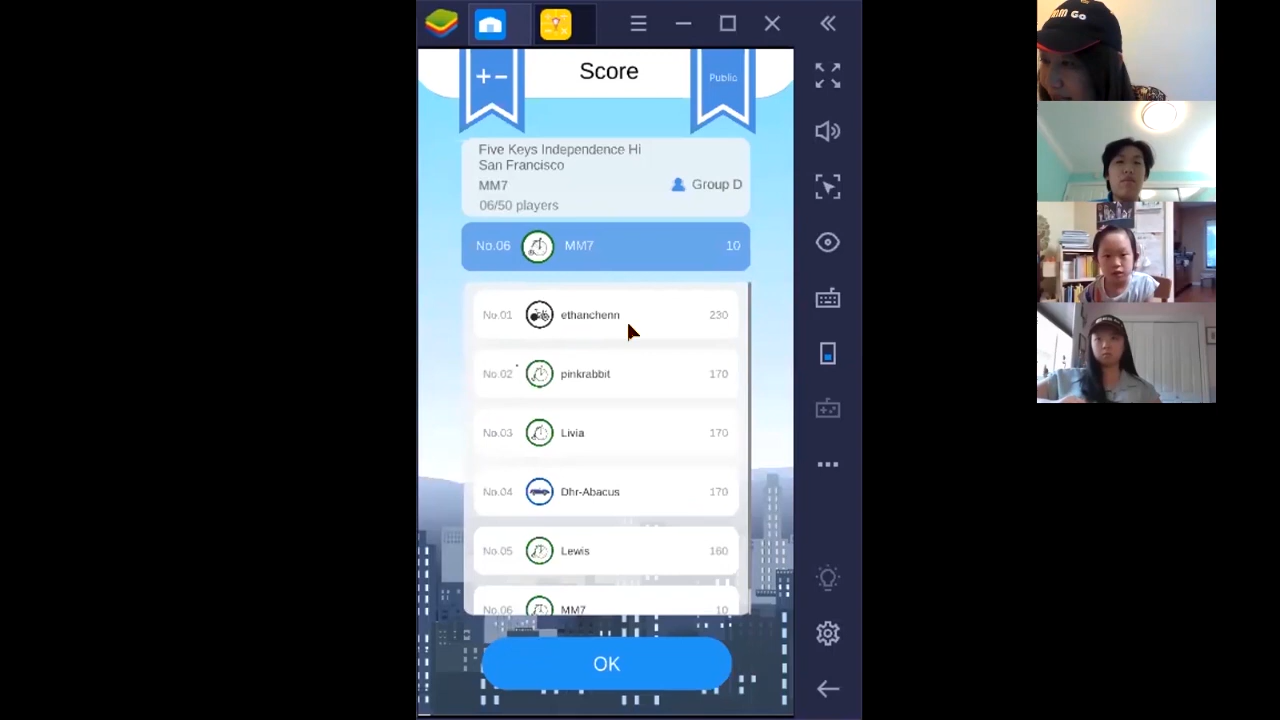 +−
Score
Public
Five Keys Independence Hi
San Francisco
MM7
Group D
06/50 players
No.06 MM7 10
No.01 ethanchenn 230
No.02 pinkrabbit 170
No.03 Livia 170
No.04 Dhr-Abacus 170
No.05 Lewis 160
No.06 MM7 10
OK